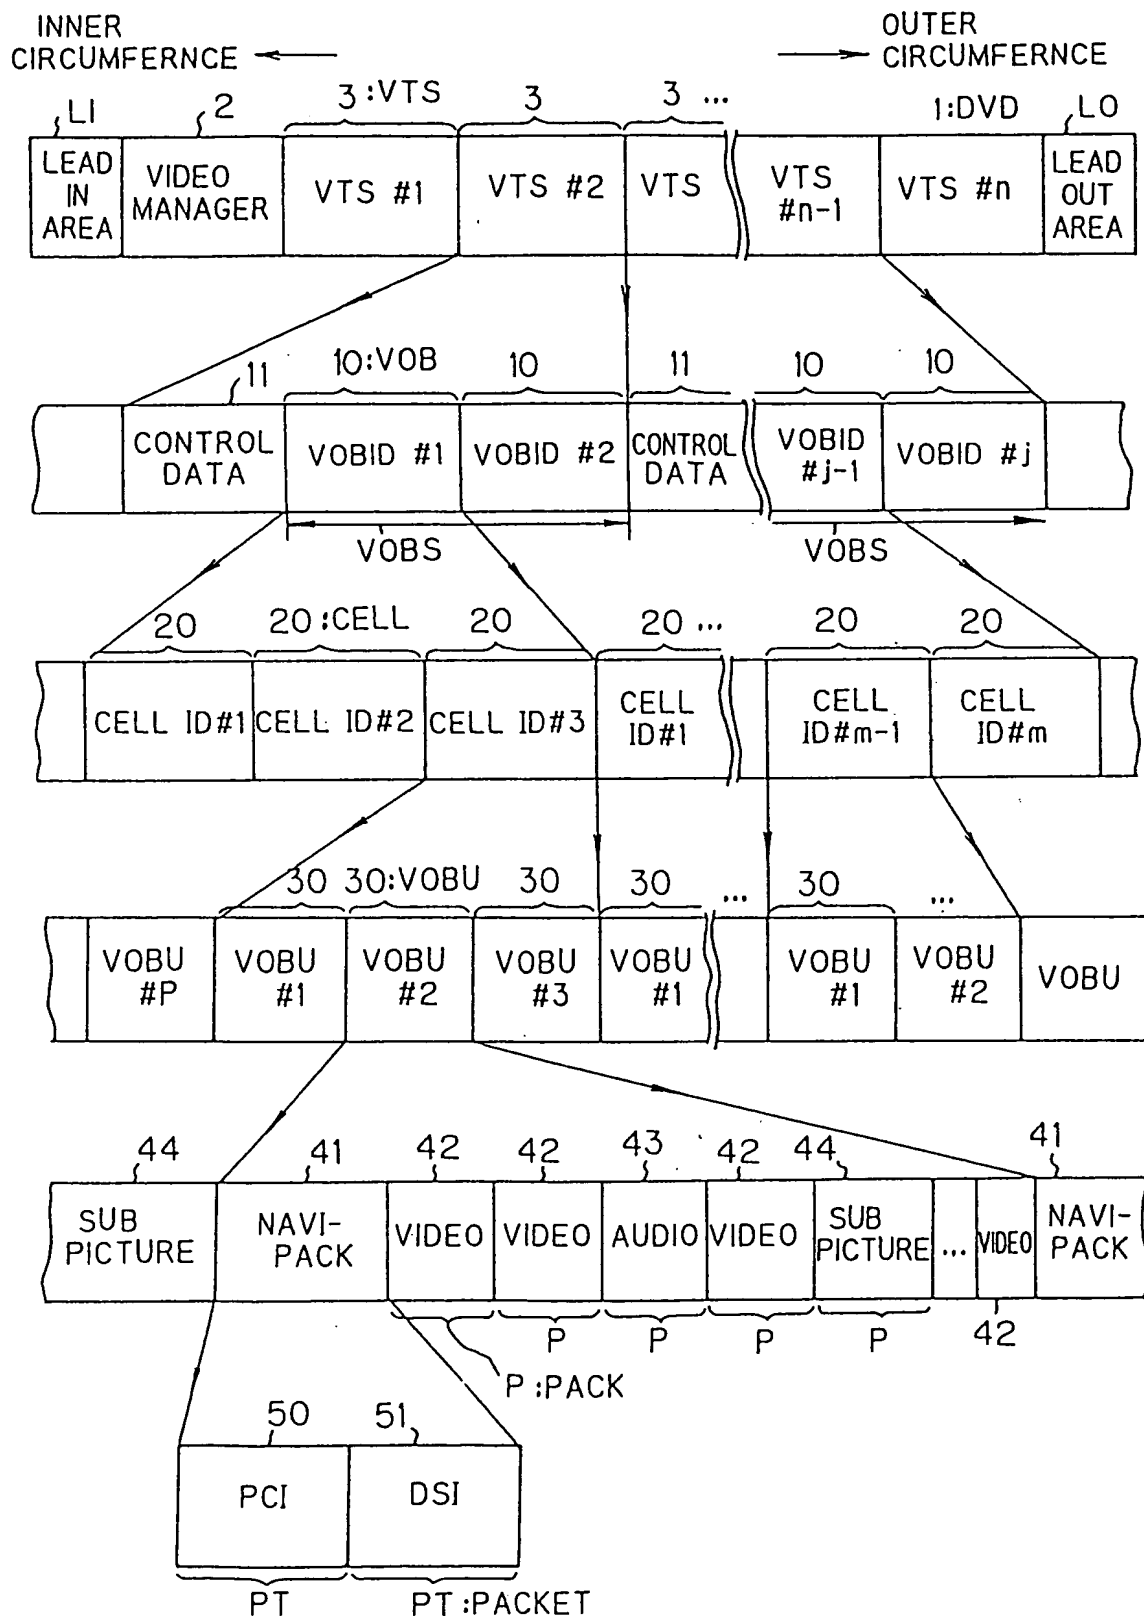 INNER CIRCUMFERNCE
OUTER CIRCUMFERNCE
LI 2 3:VTS 3 3 ... 1:DVD LO
LEAD IN AREA
VIDEO MANAGER
VTS #1
VTS #2
VTS
VTS #n-1
VTS #n
LEAD OUT AREA
11 10:VOB 10 11 10 10
CONTROL DATA
VOBID #1
VOBID #2
CONTROL DATA
VOBID #j-1
VOBID #j
VOBS
VOBS
20 20:CELL 20 20 ... 20 20
CELL ID#1
CELL ID#2
CELL ID#3
CELL ID#1
CELL ID#m-1
CELL ID#m
30 30:VOBU 30 30 ... 30 ...
VOBU #P
VOBU #1
VOBU #2
VOBU #3
VOBU #1
VOBU #1
VOBU #2
VOBU
44 41 42 42 43 42 44 41
SUB PICTURE
NAVI-PACK
VIDEO
VIDEO
AUDIO
VIDEO
SUB PICTURE
...
VIDEO
NAVI-PACK
P P P P 42
P:PACK
50 51
PCI
DSI
PT PT:PACKET